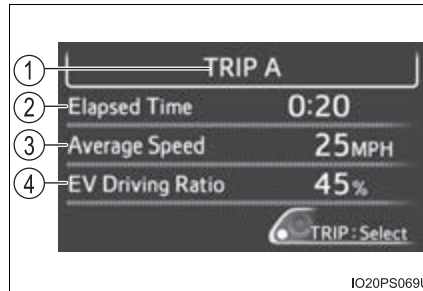 1 TRIP A
2 Elapsed Time 0:20
3 Average Speed 25MPH
4 EV Driving Ratio 45%
TRIP:Select
IO20PS069U